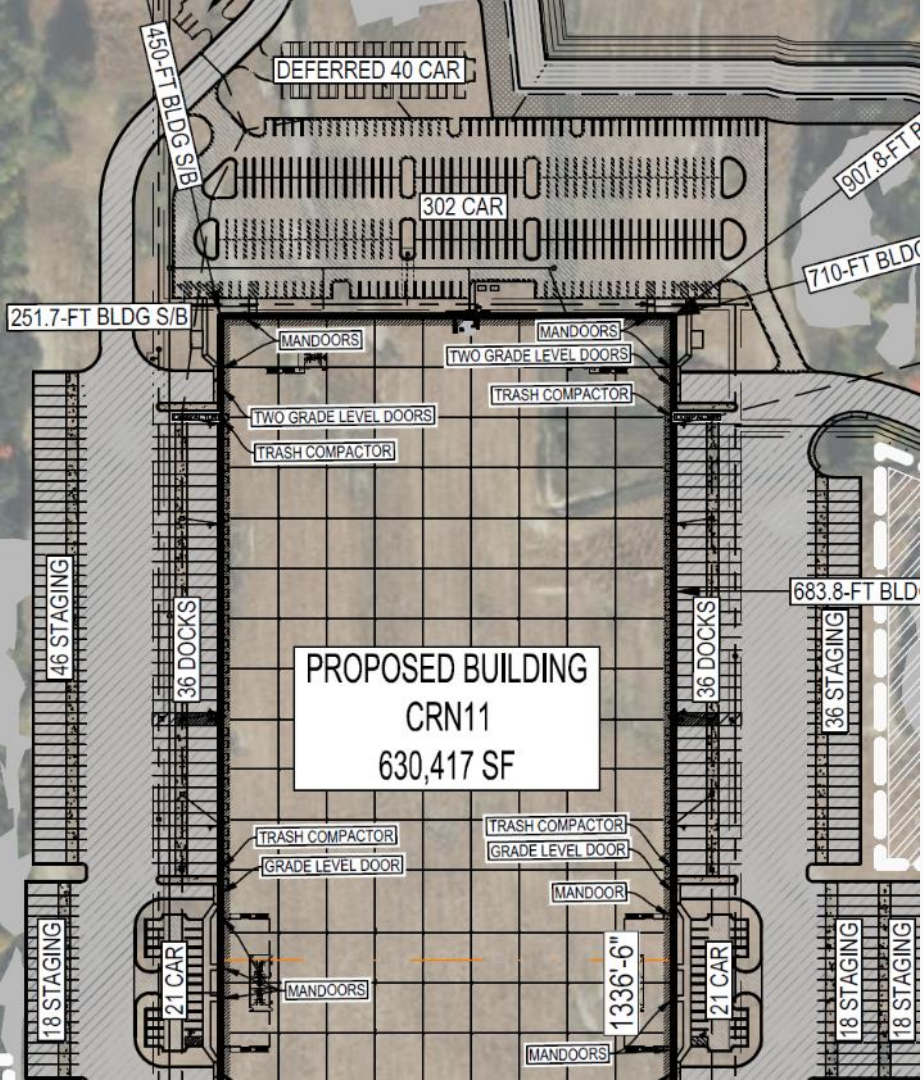 450-FT BLDG S/B
DEFERRED 40 CAR
302 CAR
907.8-FT
710-FT BLDG
251.7-FT BLDG S/B
MANDOORS
MANDOORS
TWO GRADE LEVEL DOORS
TRASH COMPACTOR
TWO GRADE LEVEL DOORS
TRASH COMPACTOR
46 STAGING
36 DOCKS
36 DOCKS
683.8-FT BLD
36 STAGING
PROPOSED BUILDING
CRN11
630,417 SF
TRASH COMPACTOR
TRASH COMPACTOR
GRADE LEVEL DOOR
GRADE LEVEL DOOR
MANDOOR
18 STAGING
21 CAR
MANDOORS
1336'-6"
21 CAR
18 STAGING
18 STAGING
MANDOORS